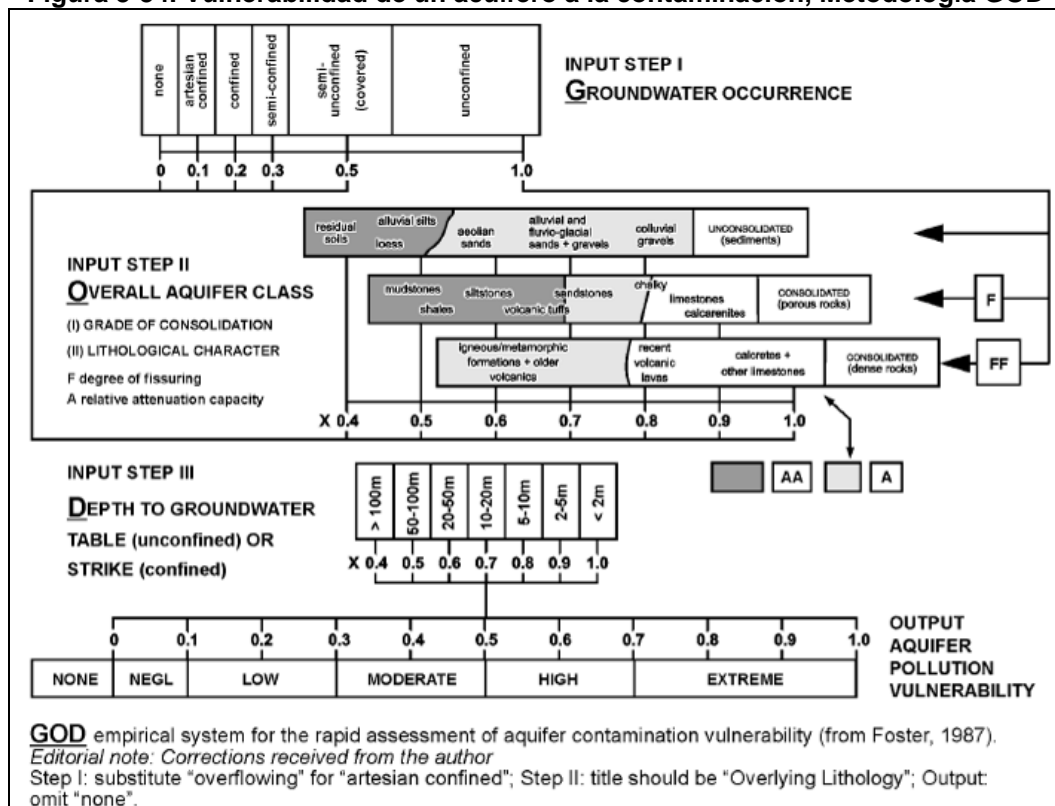 Figura 3-34. Vulnerabilidad de un acuífero a la contaminación, Metodología GOD
none
artesian confined
confined
semi-confined
semi-unconfined (covered)
unconfined
INPUT STEP I
GROUNDWATER OCCURRENCE
0 0.1 0.2 0.3 0.5 1.0
INPUT STEP II
OVERALL AQUIFER CLASS
(I) GRADE OF CONSOLIDATION
(II) LITHOLOGICAL CHARACTER
F degree of fissuring
A relative attenuation capacity
residual soils
alluvial silts
loess
aeolian sands
alluvial and fluvio-glacial sands + gravels
colluvial gravels
UNCONSOLIDATED (sediments)
mudstones
shales
siltstones
volcanic tuffs
sandstones
chalky
limestones
calcarenites
CONSOLIDATED (porous rocks)
F
igneous/metamorphic formations + older volcanics
recent volcanic lavas
calcretes + other limestones
CONSOLIDATED (dense rocks)
FF
X 0.4 0.5 0.6 0.7 0.8 0.9 1.0
AA
A
INPUT STEP III
DEPTH TO GROUNDWATER
TABLE (unconfined) OR
STRIKE (confined)
> 100m
50-100m
20-50m
10-20m
5-10m
2-5m
< 2m
X 0.4 0.5 0.6 0.7 0.8 0.9 1.0
0 0.1 0.2 0.3 0.4 0.5 0.6 0.7 0.8 0.9 1.0
NONE NEGL LOW MODERATE HIGH EXTREME
OUTPUT
AQUIFER
POLLUTION
VULNERABILITY
GOD empirical system for the rapid assessment of aquifer contamination vulnerability (from Foster, 1987).
Editorial note: Corrections received from the author
Step I: substitute "overflowing" for "artesian confined"; Step II: title should be "Overlying Lithology"; Output:
omit "none".